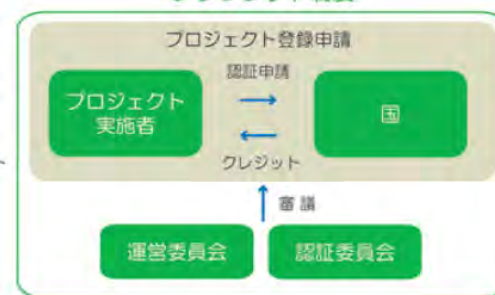 プロジェクト登録申請
認証申請
プロジェクト
実施者
国
クレジット
審議
運営委員会
認証委員会